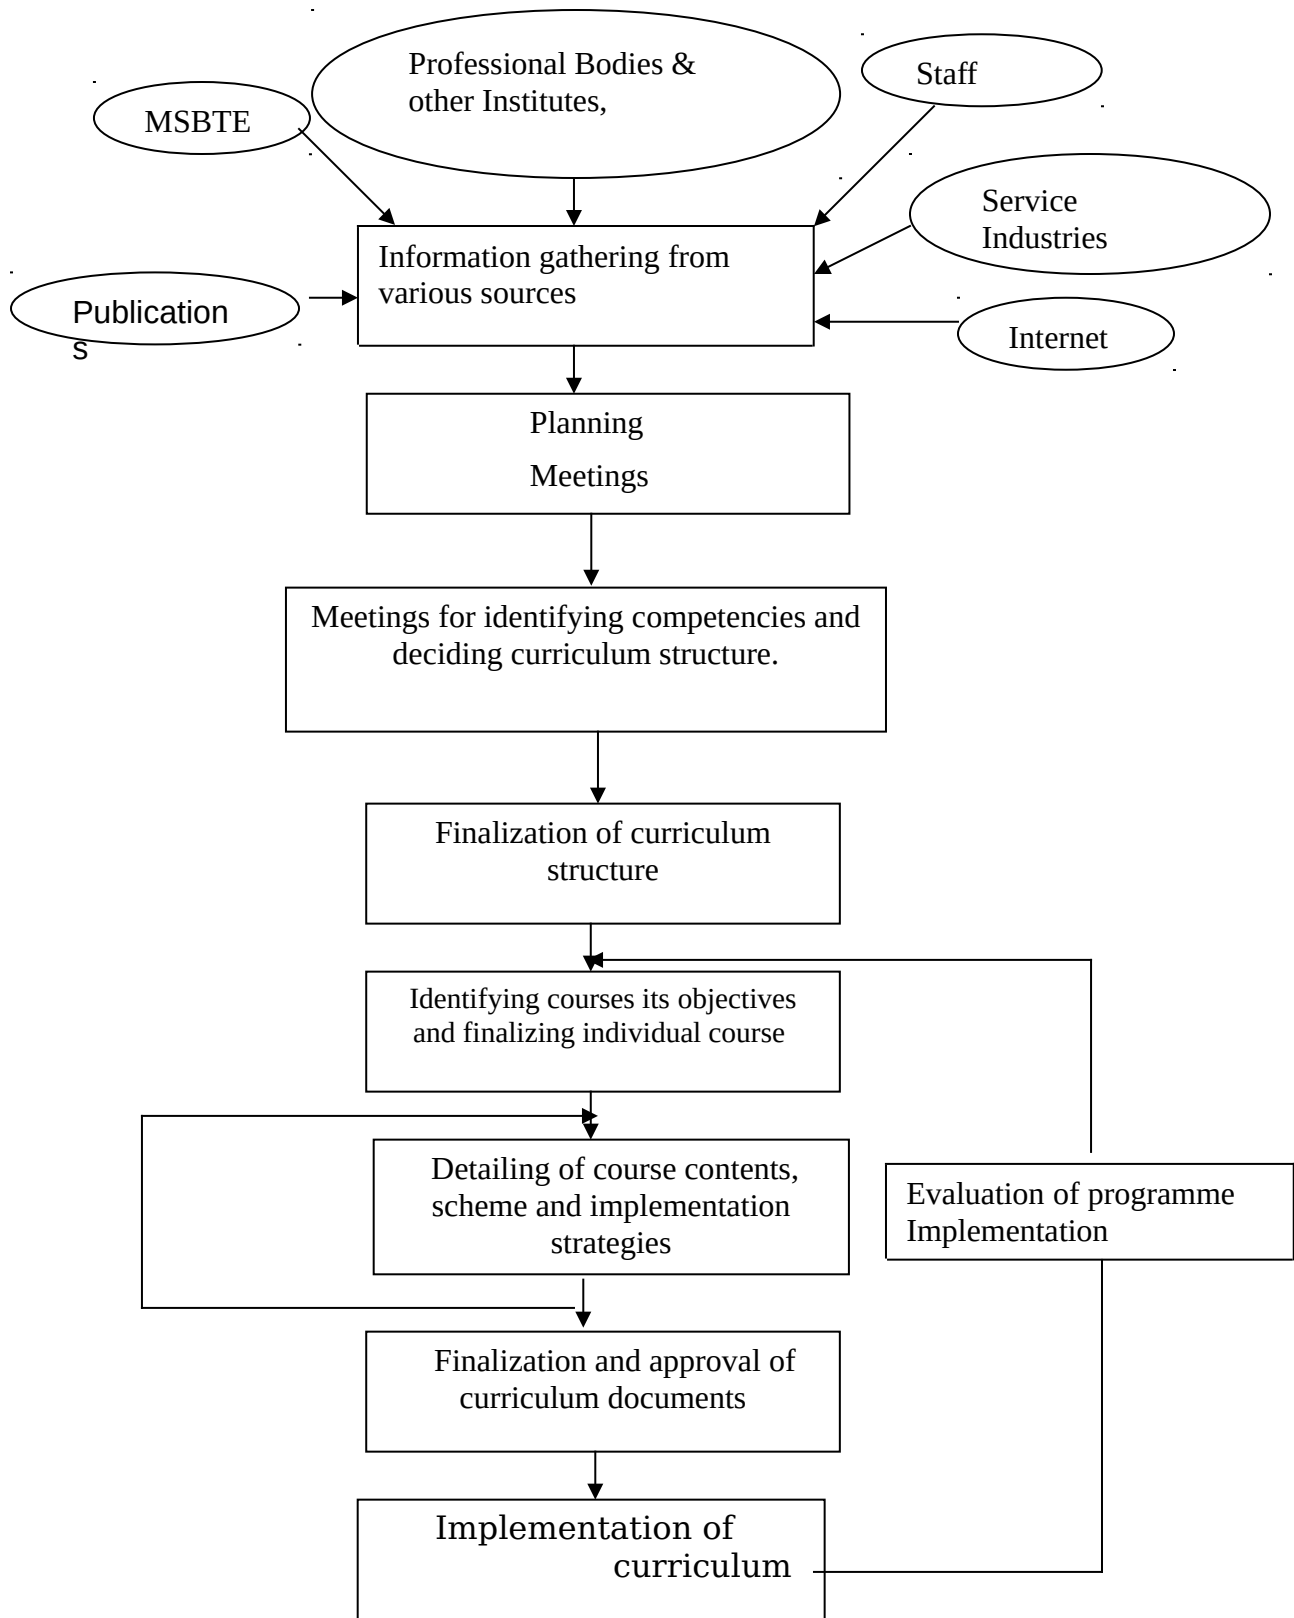 Professional Bodies &
other Institutes,
Staff
MSBTE
Service
Industries
Information gathering from
various sources
Publication
s
Internet
Planning
Meetings
Meetings for identifying competencies and
deciding curriculum structure.
Finalization of curriculum
structure
Identifying courses its objectives
and finalizing individual course
Detailing of course contents,
scheme and implementation
strategies
Evaluation of programme
Implementation
Finalization and approval of
curriculum documents
Implementation of
curriculum